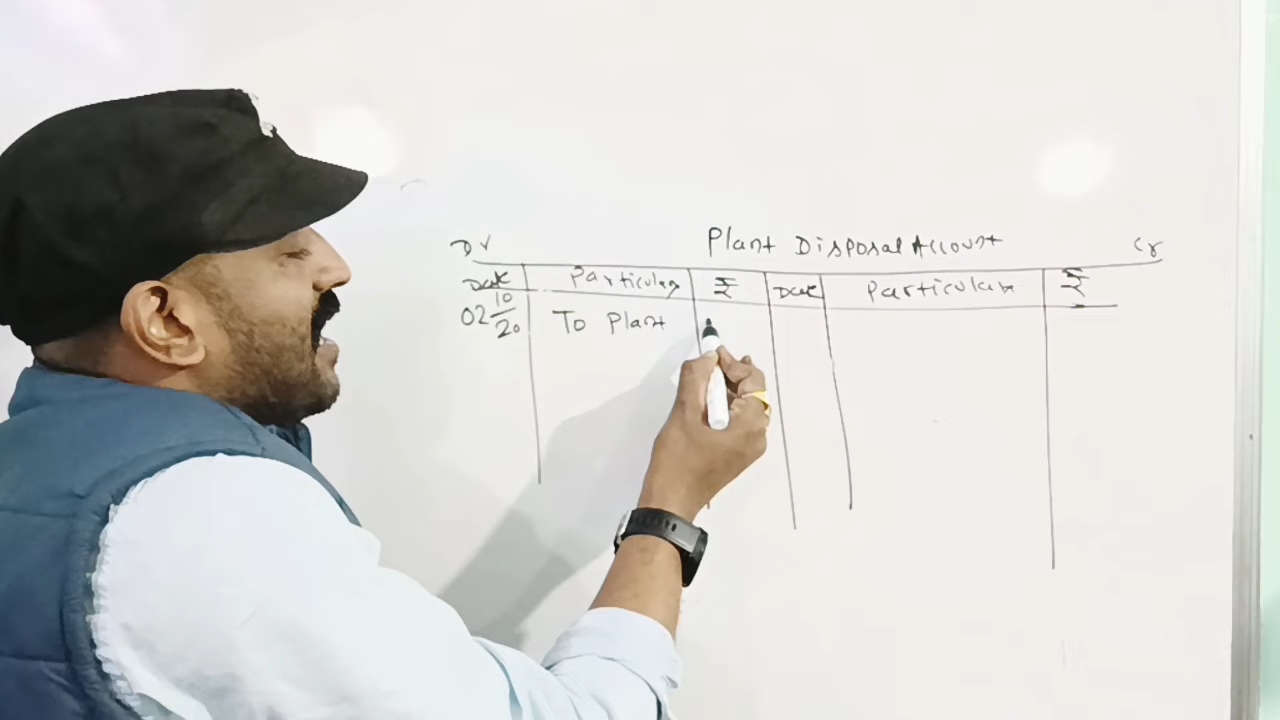 Plant Disposal Account
Dr Cr
Date Particulars ₹ Date Particulars ₹
02 10/20 To Plant